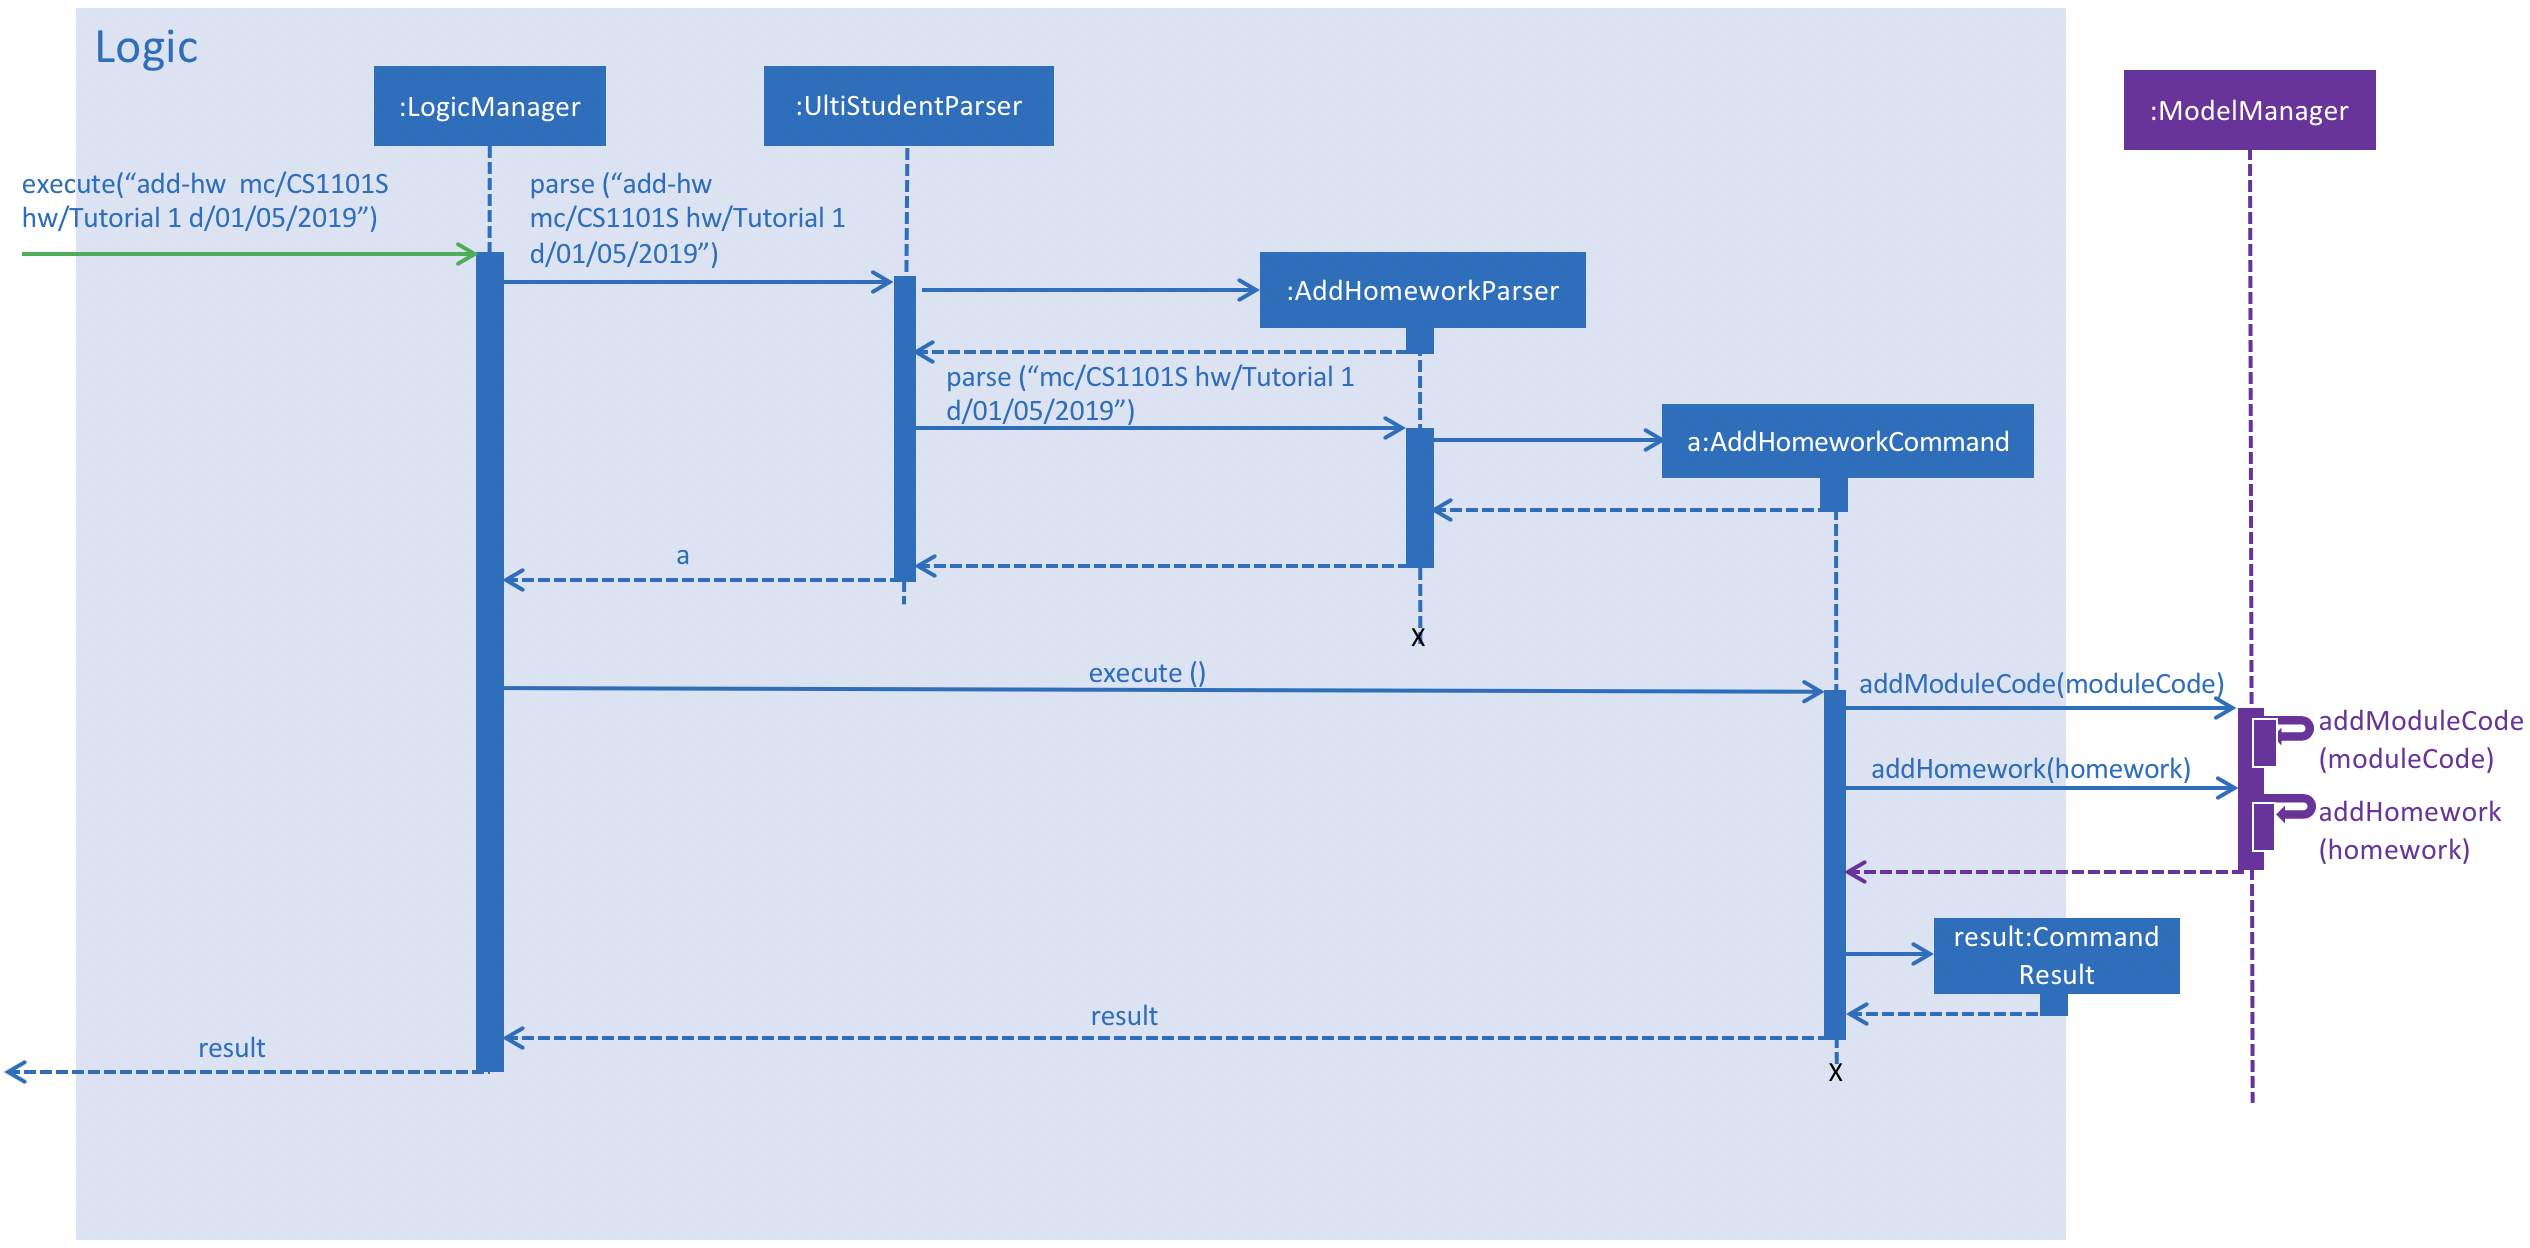 Logic
:LogicManager
:UltiStudentParser
:ModelManager
execute(“add-hw  mc/CS1101S
hw/Tutorial 1 d/01/05/2019”)
parse (“add-hw
mc/CS1101S hw/Tutorial 1
d/01/05/2019”)
:AddHomeworkParser
parse (“mc/CS1101S hw/Tutorial 1
d/01/05/2019”)
a:AddHomeworkCommand
a
X
execute ()
addModuleCode(moduleCode)
addModuleCode
(moduleCode)
addHomework(homework)
addHomework
(homework)
result:Command
Result
result
result
X